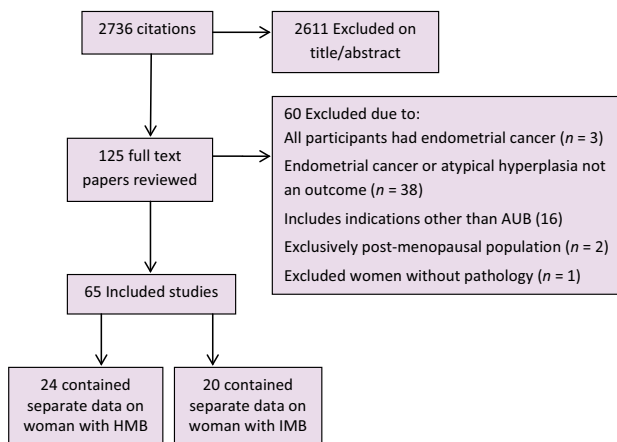 2736 citations
2611 Excluded on
title/abstract
125 full text
papers reviewed
60 Excluded due to:
All participants had endometrial cancer (n = 3)
Endometrial cancer or atypical hyperplasia not
an outcome (n = 38)
Includes indications other than AUB (16)
Exclusively post-menopausal population (n = 2)
Excluded women without pathology (n = 1)
65 Included studies
24 contained
separate data on
woman with HMB
20 contained
separate data on
woman with IMB